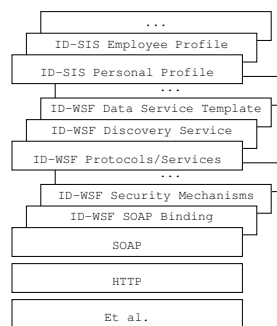 ...
ID-SIS Employee Profile
ID-SIS Personal Profile
...
ID-WSF Data Service Template
ID-WSF Discovery Service
ID-WSF Protocols/Services
...
ID-WSF Security Mechanisms
ID-WSF SOAP Binding
SOAP
HTTP
Et al.